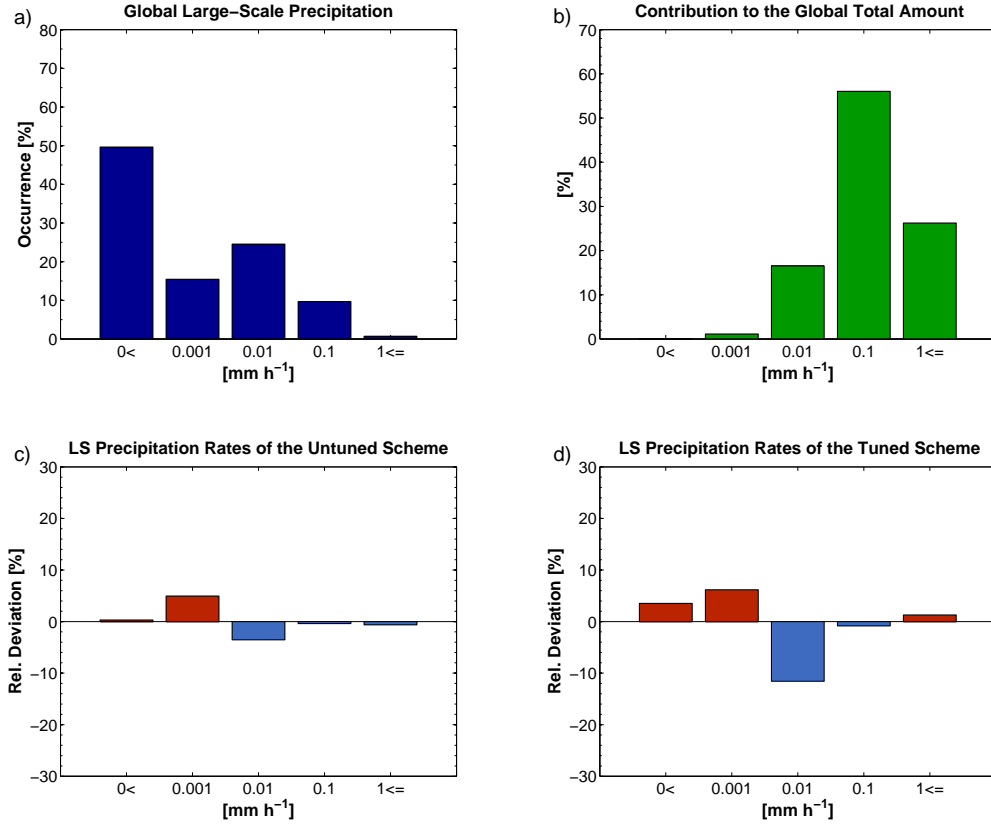 a)
Global Large−Scale Precipitation
Occurrence [%]
80
70
60
50
40
30
20
10
0
0< 0.001 0.01 0.1 1<=
[mm h−1]
b)
Contribution to the Global Total Amount
[%]
70
60
50
40
30
20
10
0
0< 0.001 0.01 0.1 1<=
[mm h−1]
c)
LS Precipitation Rates of the Untuned Scheme
Rel. Deviation [%]
30
20
10
0
−10
−20
−30
0< 0.001 0.01 0.1 1<=
[mm h−1]
d)
LS Precipitation Rates of the Tuned Scheme
Rel. Deviation [%]
30
20
10
0
−10
−20
−30
0< 0.001 0.01 0.1 1<=
[mm h−1]